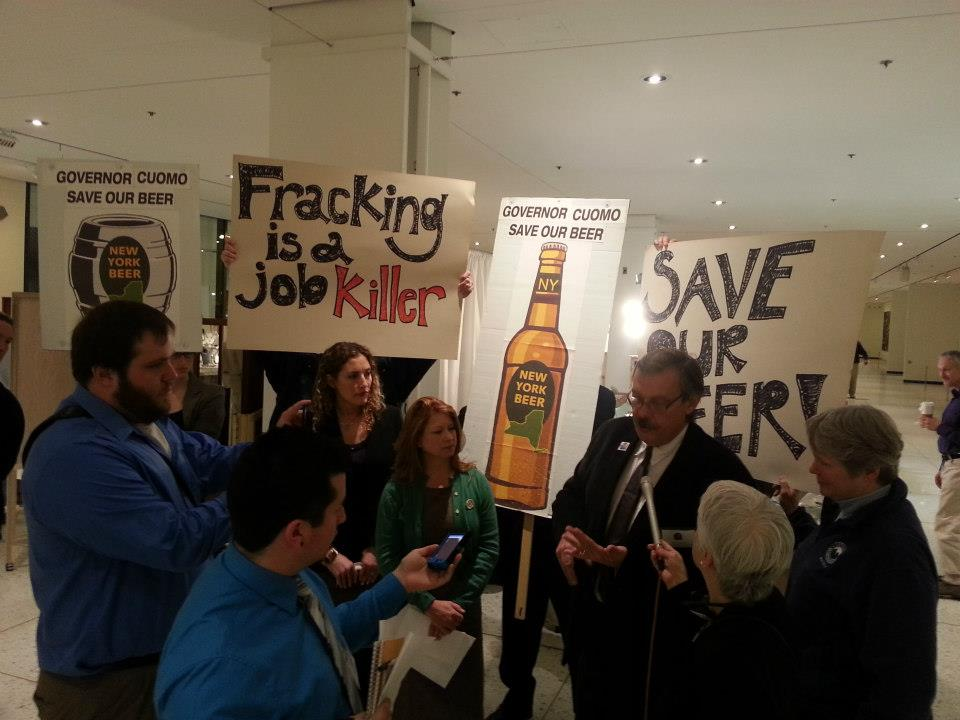 GOVERNOR CUOMO
SAVE OUR BEER
NEW
YORK
BEER
Fracking
is a
job Killer
GOVERNOR CUOMO
SAVE OUR BEER
NY
NEW
YORK
BEER
SAVE
OUR
BEER!